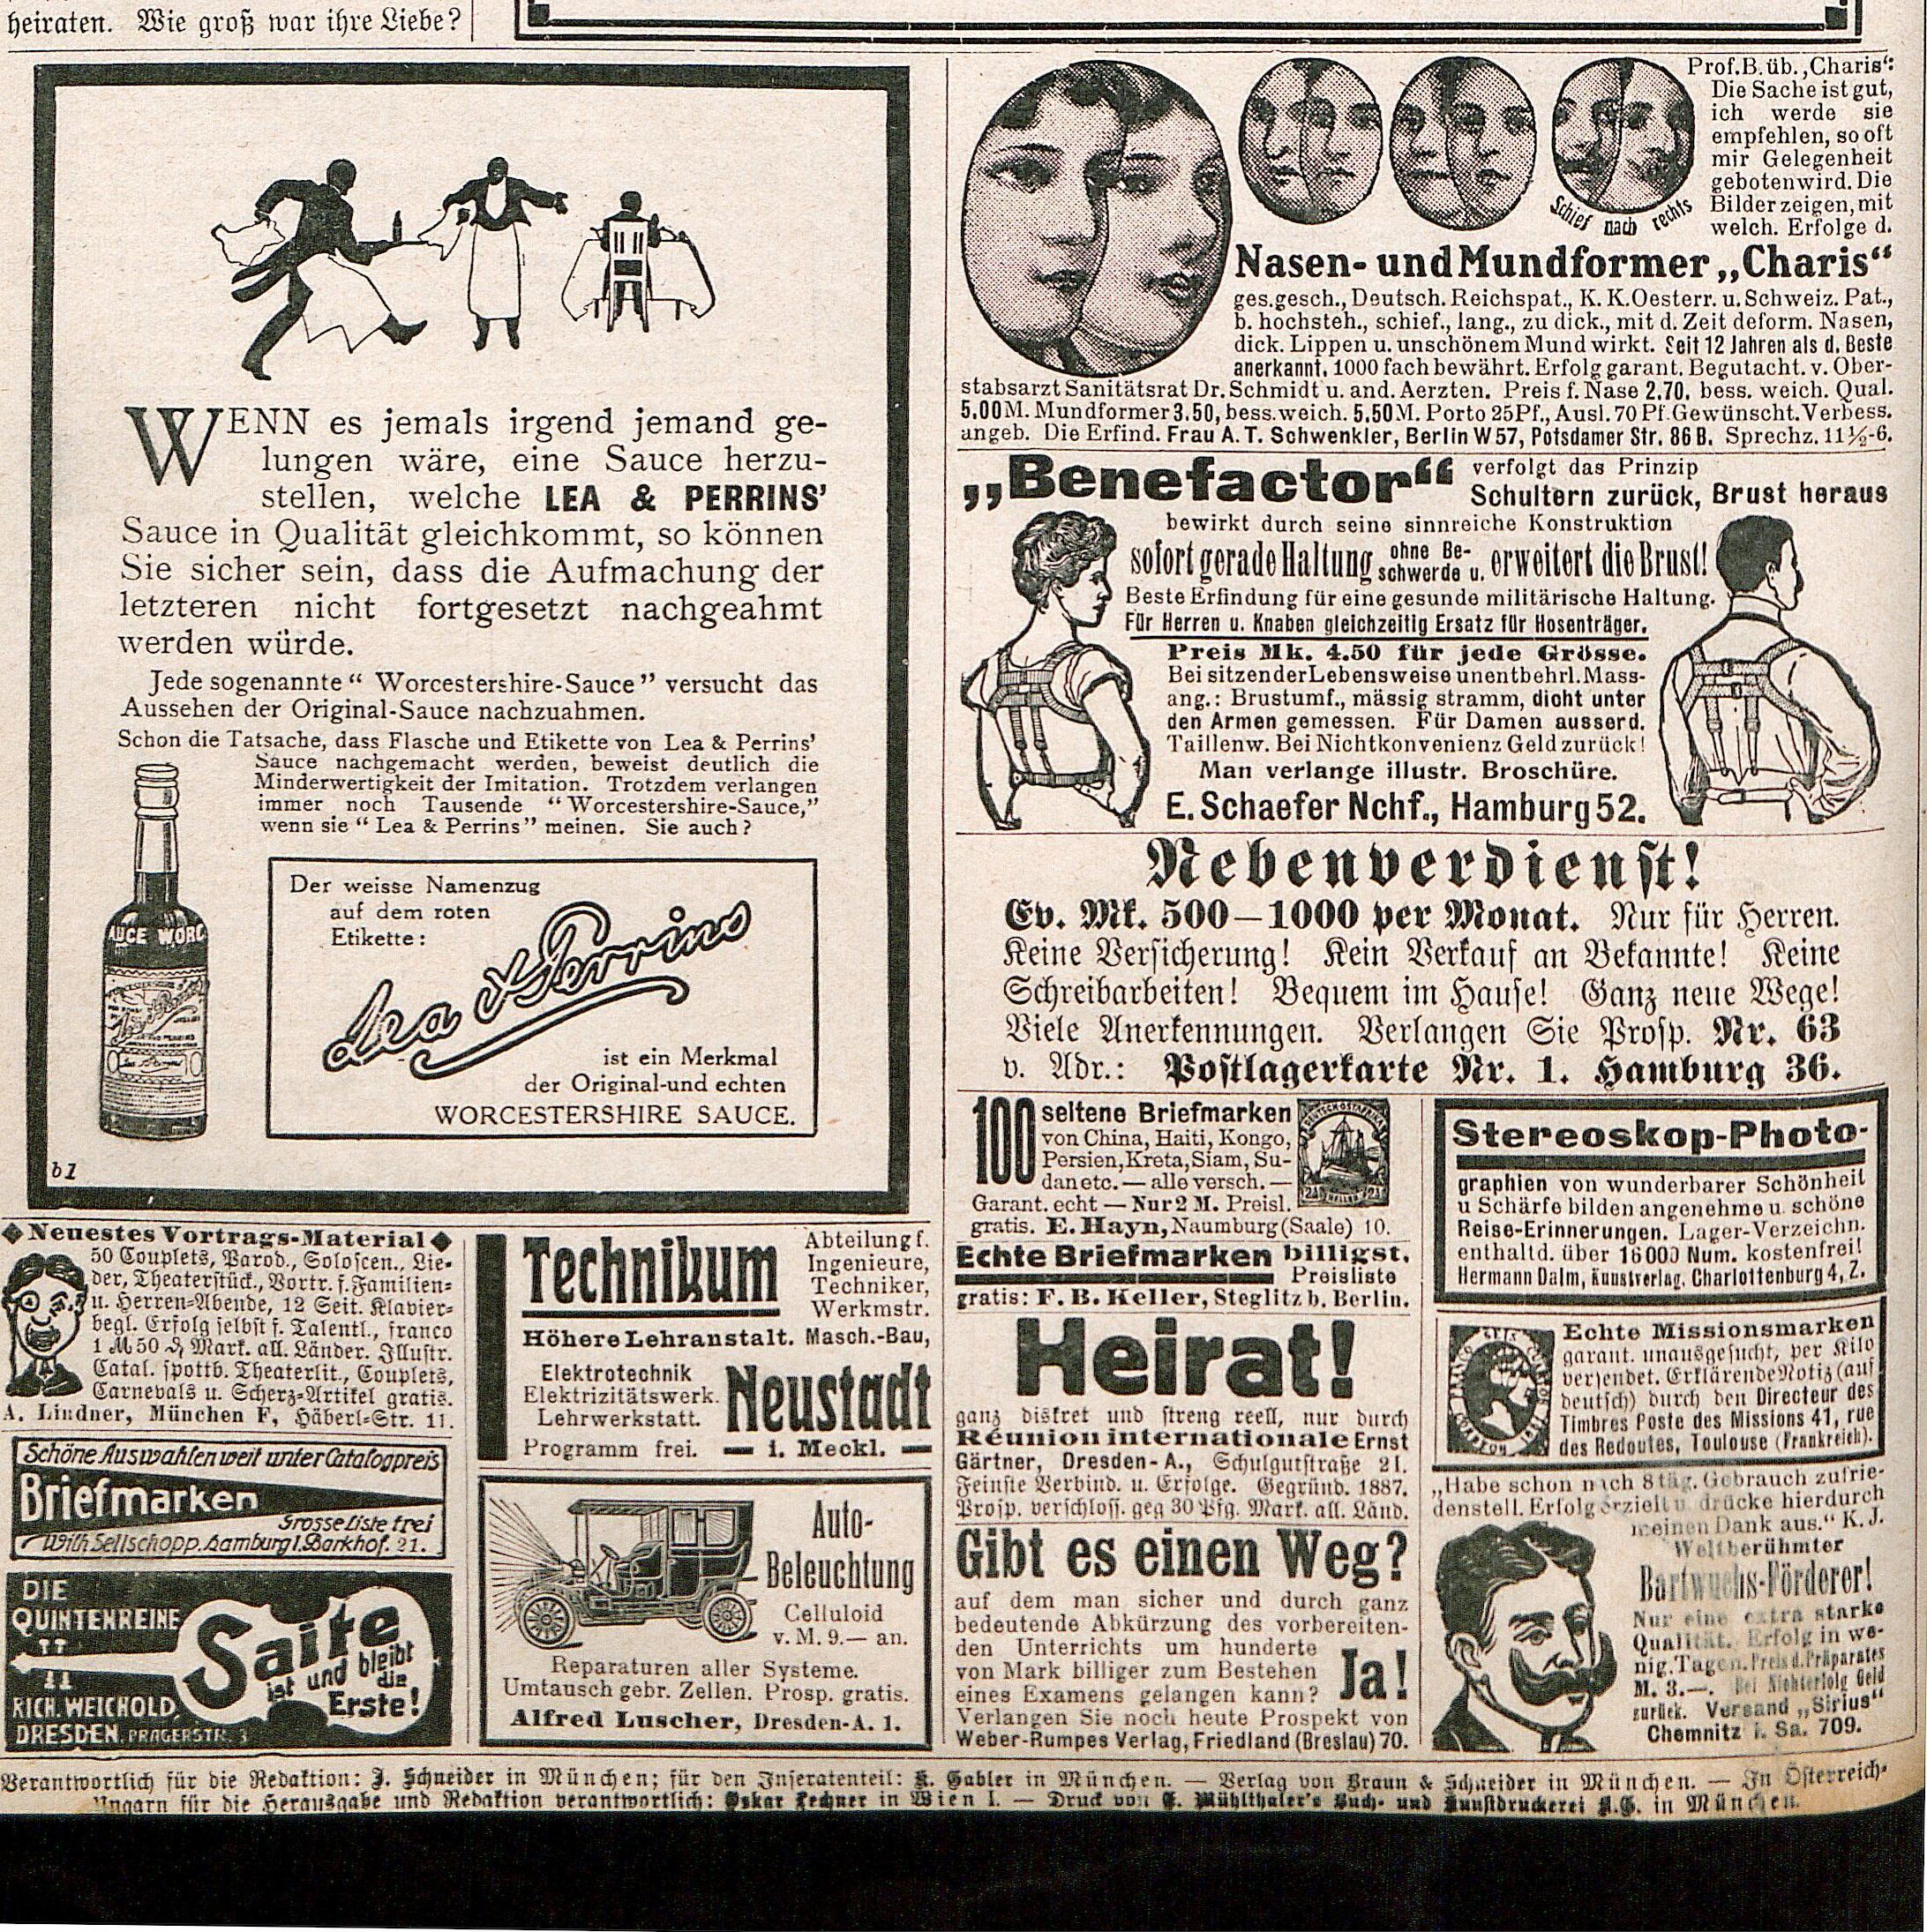 heiraten. Wie groß war ihre Liebe?
WENN es jemals irgend jemand ge-
lungen wäre, eine Sauce herzu-
stellen, welche LEA & PERRINS'
Sauce in Qualität gleichkommt, so können
Sie sicher sein, dass die Aufmachung der
letzteren nicht fortgesetzt nachgeahmt
werden würde.
Jede sogenannte “ Worcestershire-Sauce ” versucht das
Aussehen der Original-Sauce nachzuahmen.
Schon die Tatsache, dass Flasche und Etikette von Lea & Perrins'
Sauce nachgemacht werden, beweist deutlich die
Minderwertigkeit der Imitation. Trotzdem verlangen
immer noch Tausende “ Worcestershire-Sauce,”
wenn sie “ Lea & Perrins ” meinen. Sie auch?
AUCE WORC
Der weisse Namenzug
auf dem roten
Etikette:
Lea & Perrins
ist ein Merkmal
der Original-und echten
WORCESTERSHIRE SAUCE.
b1
Neuestes Vortrags-Material
50 Couplets, Parod., Soloscen., Lie-
der, Theaterstück., Vortr. f. Familien-
u. Herren-Abende, 12 Seit. Klavier-
begl. Erfolg selbst f. Talentl., franco
1 M 50 ₰ Mark. all. Länder. Illustr.
Catal. spottb. Theaterlit., Couplets,
Carnevals u. Scherz-Artikel gratis.
A. Lindner, München F, Häberl-Str. 11.
Schöne Auswahlen weit unter Catalogpreis
Briefmarken
Grosse Liste frei
Wilh Sellschopp. Hamburg 1. Barkhof. 21.
DIE
QUINTENREINE
Saite
ist und bleibt
die
Erste!
RICH. WEICHOLD,
DRESDEN, PRAGERSTR. 3
Technikum
Abteilung f.
Ingenieure,
Techniker,
Werkmstr.
Höhere Lehranstalt. Masch.-Bau,
Elektrotechnik
Elektrizitätswerk.
Lehrwerkstatt.
Programm frei.
Neustadt
i. Meckl.
Auto-
Beleuchtung
Celluloid
v. M. 9.— an.
Reparaturen aller Systeme.
Umtausch gebr. Zellen. Prosp. gratis.
Alfred Luscher, Dresden-A. 1.
Schief nach rechts
Prof. B. üb. ‚Charis‘:
Die Sache ist gut,
ich werde sie
empfehlen, so oft
mir Gelegenheit
geboten wird. Die
Bilder zeigen, mit
welch. Erfolge d.
Nasen- und Mundformer „Charis“
ges. gesch., Deutsch. Reichspat., K. K. Oesterr. u. Schweiz. Pat.,
b. hochsteh., schief., lang., zu dick., mit d. Zeit deform. Nasen,
dick. Lippen u. unschönem Mund wirkt. Seit 12 Jahren als d. Beste
anerkannt, 1000 fach bewährt. Erfolg garant. Begutacht. v. Ober-
stabsarzt Sanitätsrat Dr. Schmidt u. and. Aerzten. Preis f. Nase 2.70. bess. weich. Qual.
5.00 M. Mundformer 3.50, bess. weich. 5.50 M. Porto 25 Pf., Ausl. 70 Pf. Gewünscht. Verbess.
angeb. Die Erfind. Frau A. T. Schwenkler, Berlin W 57, Potsdamer Str. 86 B. Sprechz. 11½-6.
„Benefactor“ verfolgt das Prinzip
Schultern zurück, Brust heraus
bewirkt durch seine sinnreiche Konstruktion
sofort gerade Haltung ohne Be-
schwerde u. erweitert die Brust!
Beste Erfindung für eine gesunde militärische Haltung.
Für Herren u. Knaben gleichzeitig Ersatz für Hosenträger.
Preis Mk. 4.50 für jede Grösse.
Bei sitzender Lebensweise unentbehrl. Mass-
ang.: Brustumf., mässig stramm, dicht unter
den Armen gemessen. Für Damen ausserd.
Taillenw. Bei Nichtkonvenienz Geld zurück!
Man verlange illustr. Broschüre.
E. Schaefer Nchf., Hamburg 52.
Nebenverdienst!
Ev. Mk. 500—1000 per Monat. Nur für Herren.
Keine Versicherung! Kein Verkauf an Bekannte! Keine
Schreibarbeiten! Bequem im Hause! Ganz neue Wege!
Viele Anerkennungen. Verlangen Sie Prosp. Nr. 63
v. Adr.: Postlagerkarte Nr. 1. Hamburg 36.
100 seltene Briefmarken
von China, Haiti, Kongo,
Persien, Kreta, Siam, Su-
dan etc. — alle versch. —
Garant. echt — Nur 2 M. Preisl.
gratis. E. Hayn, Naumburg (Saale) 10.
DEUTSCH OSTAFRIKA
Echte Briefmarken billigst.
Preisliste
gratis: F. B. Keller, Steglitz b. Berlin.
Heirat!
ganz diskret und streng reell, nur durch
Réunion internationale Ernst
Gärtner, Dresden-A., Schulgutstraße 21.
Feinste Verbind. u. Erfolge. Gegründ. 1887.
Prosp. verschloss. geg 30 Pfg. Mark. all. Länd.
Gibt es einen Weg?
auf dem man sicher und durch ganz
bedeutende Abkürzung des vorbereiten-
den Unterrichts um hunderte
von Mark billiger zum Bestehen
eines Examens gelangen kann? Ja!
Verlangen Sie noch heute Prospekt von
Weber-Rumpes Verlag, Friedland (Breslau) 70.
Stereoskop-Photo-
graphien von wunderbarer Schönheit
u Schärfe bilden angenehme u. schöne
Reise-Erinnerungen. Lager-Verzeichn.
enthaltd. über 16000 Num. kostenfrei!
Hermann Dalm, Kunstverlag, Charlottenburg 4, Z.
Echte Missionsmarken
garant. unausgesucht, per Kilo
versendet. Erklärende Notiz (auf
deutsch) durch den Directeur des
Timbres Poste des Missions 41, rue
des Redoutes, Toulouse (Frankreich).
„Habe schon nach 8 täg. Gebrauch zufrie-
denstell. Erfolg erzielt u. drücke hierdurch
meinen Dank aus.“ K. J.
Weltberühmter
Bartwuchs-Förderer!
Nur eine extra starke
Qualität. Erfolg in we-
nig. Tagen. Preis d. Präparates
M. 3.—. Bei Nichterfolg Geld
zurück. Versand „Sirius“
Chemnitz i. Sa. 709.
Verantwortlich für die Redaktion: J. Schneider in München; für den Inseratenteil: K. Gabler in München. — Verlag von Braun & Schneider in München. — In Österreich-
Ungarn für die Herausgabe und Redaktion verantwortlich: Oskar Lechner in Wien I. — Druck von E. Mühlthaler's Buch- und Kunstdruckerei A.G. in München.